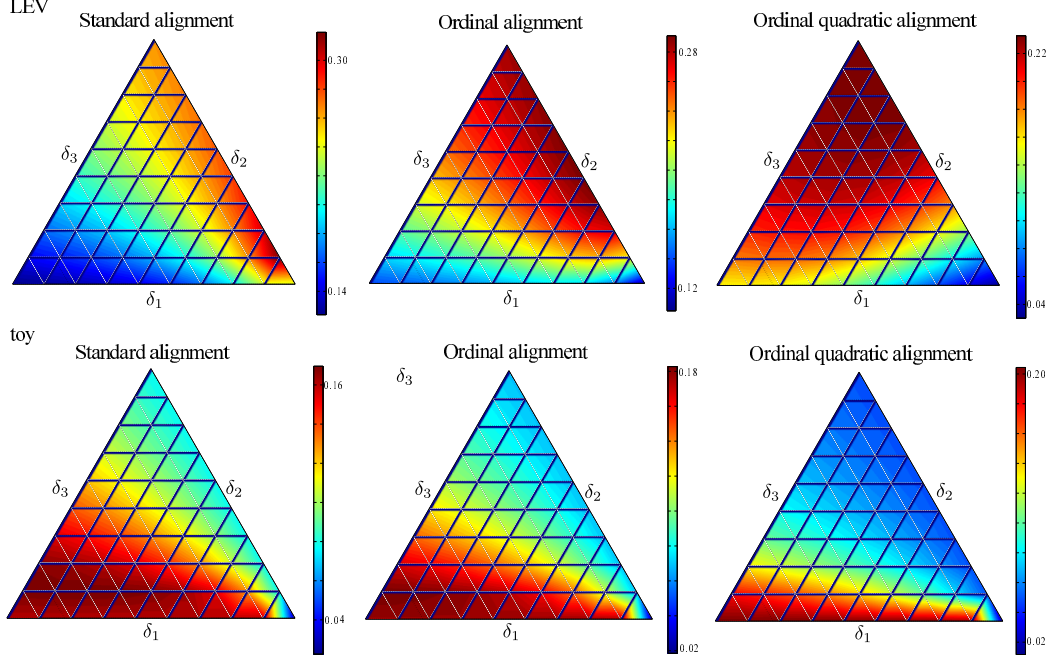 LEV
Standard alignment
Ordinal alignment
Ordinal quadratic alignment
0.30
0.28
0.22
δ3
δ2
δ3
δ2
δ3
δ2
0.14
0.12
0.04
δ1
δ1
δ1
toy
Standard alignment
Ordinal alignment
Ordinal quadratic alignment
δ3
0.16
0.18
0.20
δ3
δ2
δ3
δ2
δ3
δ2
0.04
0.02
0.02
δ1
δ1
δ1